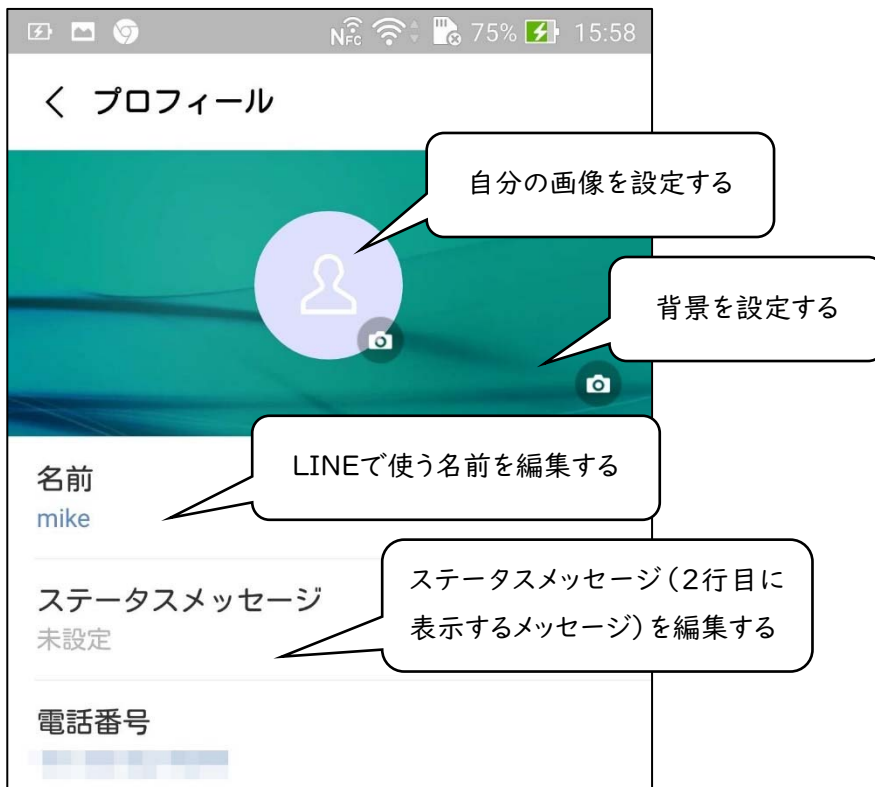 NFC 75% 15:58
プロフィール
自分の画像を設定する
背景を設定する
LINEで使う名前を編集する
名前
mike
ステータスメッセージ(2行目に
表示するメッセージ)を編集する
ステータスメッセージ
未設定
電話番号